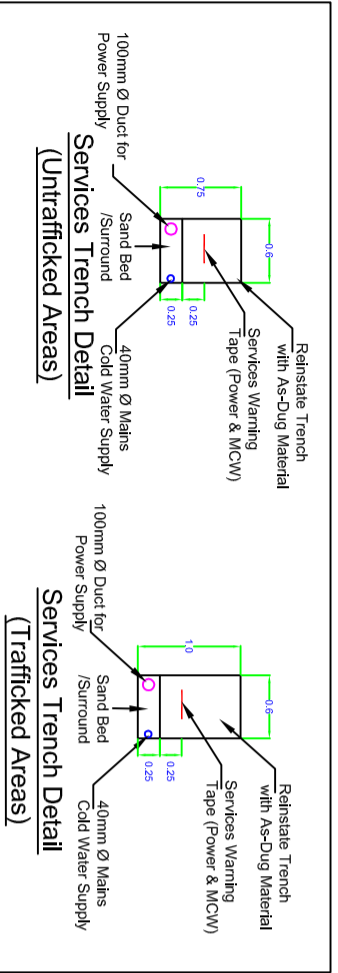 Reinstate Trench
with As-Dug Material
0.6
Services Warning
Tape (Power & MCW)
0.75
0.25
0.25
100mm Ø Duct for
Power Supply
Sand Bed
/Surround
40mm Ø Mains
Cold Water Supply
Services Trench Detail
(Untrafficked Areas)
Reinstate Trench
with As-Dug Material
0.6
Services Warning
Tape (Power & MCW)
1.0
0.25
0.25
100mm Ø Duct for
Power Supply
Sand Bed
/Surround
40mm Ø Mains
Cold Water Supply
Services Trench Detail
(Trafficked Areas)